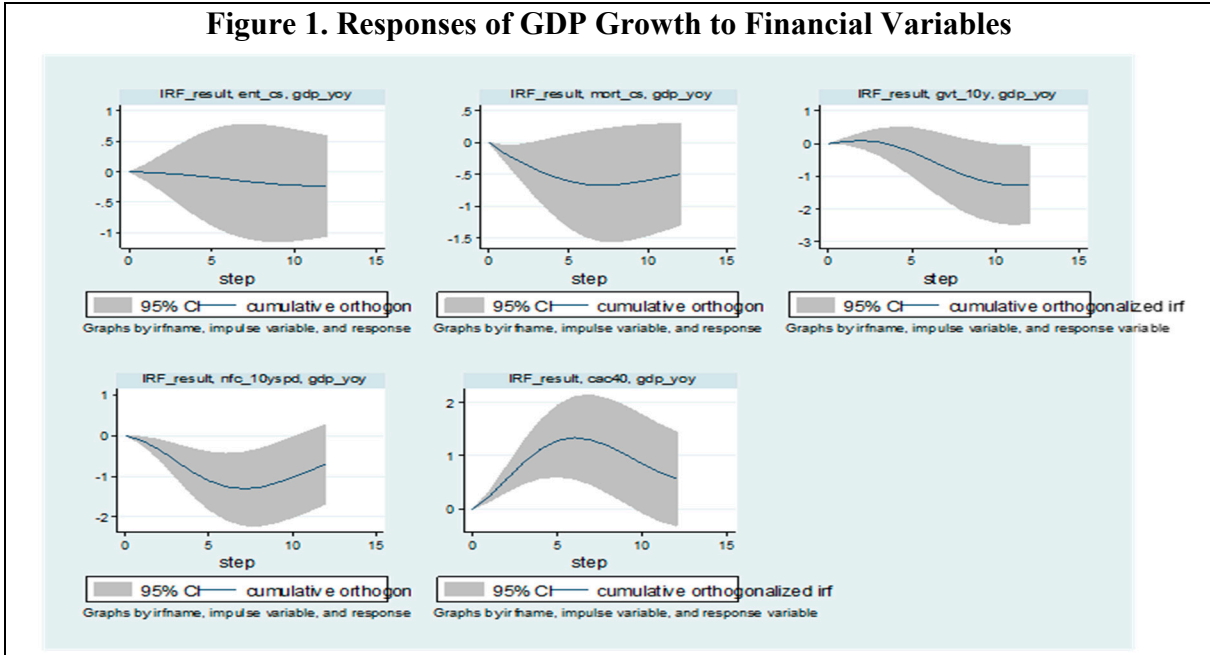 Figure 1. Responses of GDP Growth to Financial Variables
IRF_result, ent_cs, gdp_yoy
1
.5
0
-.5
-1
0 5 10 15
step
95% CI cumulative orthogon
Graphs by irfname, impulse variable, and response
IRF_result, mort_cs, gdp_yoy
.5
0
-.5
-1
-1.5
0 5 10 15
step
95% CI cumulative orthogon
Graphs by irfname, impulse variable, and response
IRF_result, gvt_10y, gdp_yoy
1
0
-1
-2
-3
0 5 10 15
step
95% CI cumulative orthogonalized irf
Graphs by irfname, impulse variable, and response variable
IRF_result, nfc_10yspd, gdp_yoy
1
0
-1
-2
0 5 10 15
step
95% CI cumulative orthogon
Graphs by irfname, impulse variable, and response
IRF_result, cac40, gdp_yoy
2
1
0
0 5 10 15
step
95% CI cumulative orthogonalized irf
Graphs by irfname, impulse variable, and response variable